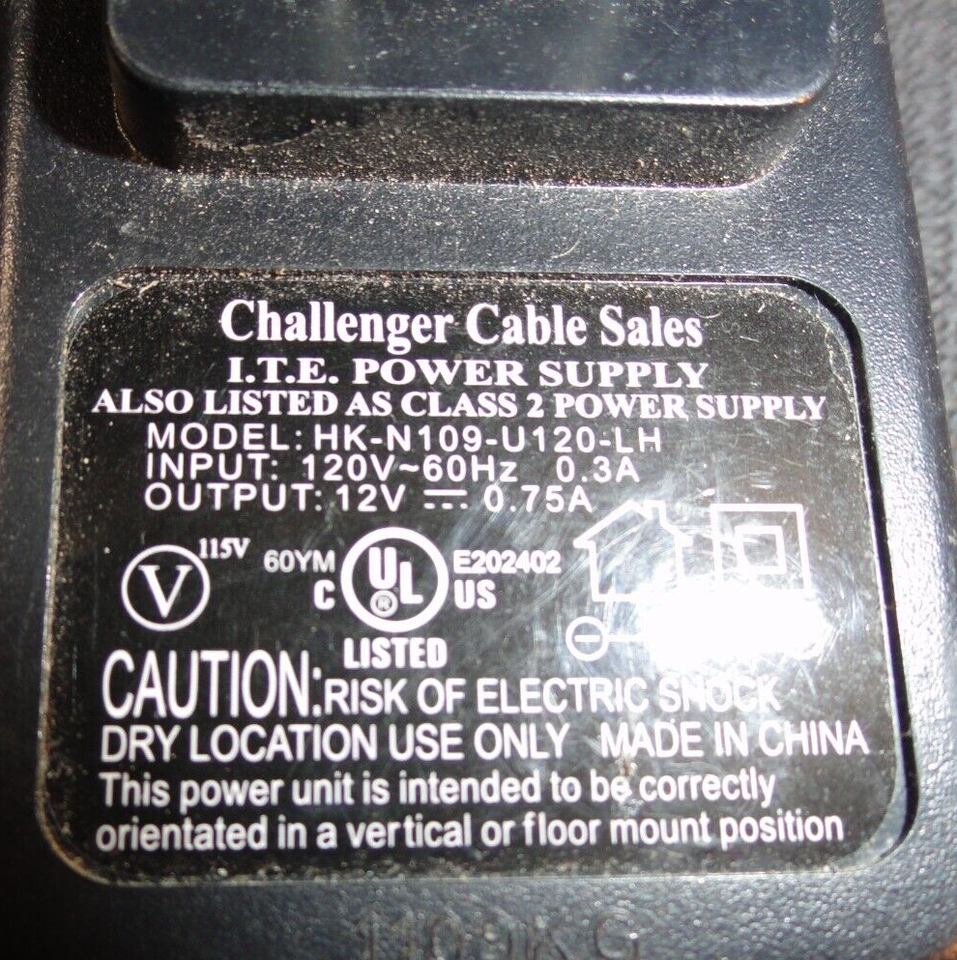 Challenger Cable Sales
I.T.E. POWER SUPPLY
ALSO LISTED AS CLASS 2 POWER SUPPLY
MODEL: HK-N109-U120-LH
INPUT: 120V~60Hz 0.3A
OUTPUT: 12V ⎓ 0.75A
V 115V 60YM C UL ® US E202402
LISTED
CAUTION: RISK OF ELECTRIC SHOCK
DRY LOCATION USE ONLY MADE IN CHINA
This power unit is intended to be correctly
orientated in a vertical or floor mount position